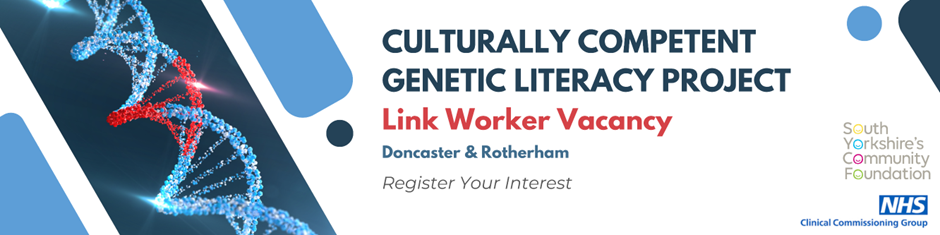 CULTURALLY COMPETENT
GENETIC LITERACY PROJECT
Link Worker Vacancy
Doncaster & Rotherham
Register Your Interest
South
Yorkshire's
Community
Foundation
NHS
Clinical Commissioning Group